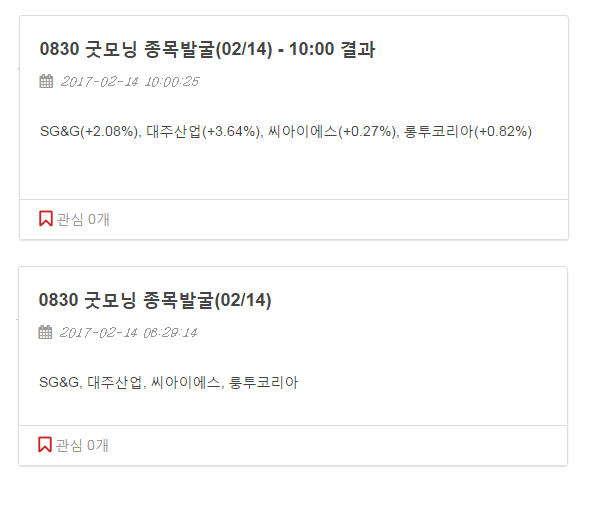 0830 굿모닝 종목발굴(02/14) - 10:00 결과
2017-02-14 10:00:25
SG&G(+2.08%), 대주산업(+3.64%), 씨아이에스(+0.27%), 룽투코리아(+0.82%)
관심 0개
0830 굿모닝 종목발굴(02/14)
2017-02-14 08:29:14
SG&G, 대주산업, 씨아이에스, 룽투코리아
관심 0개